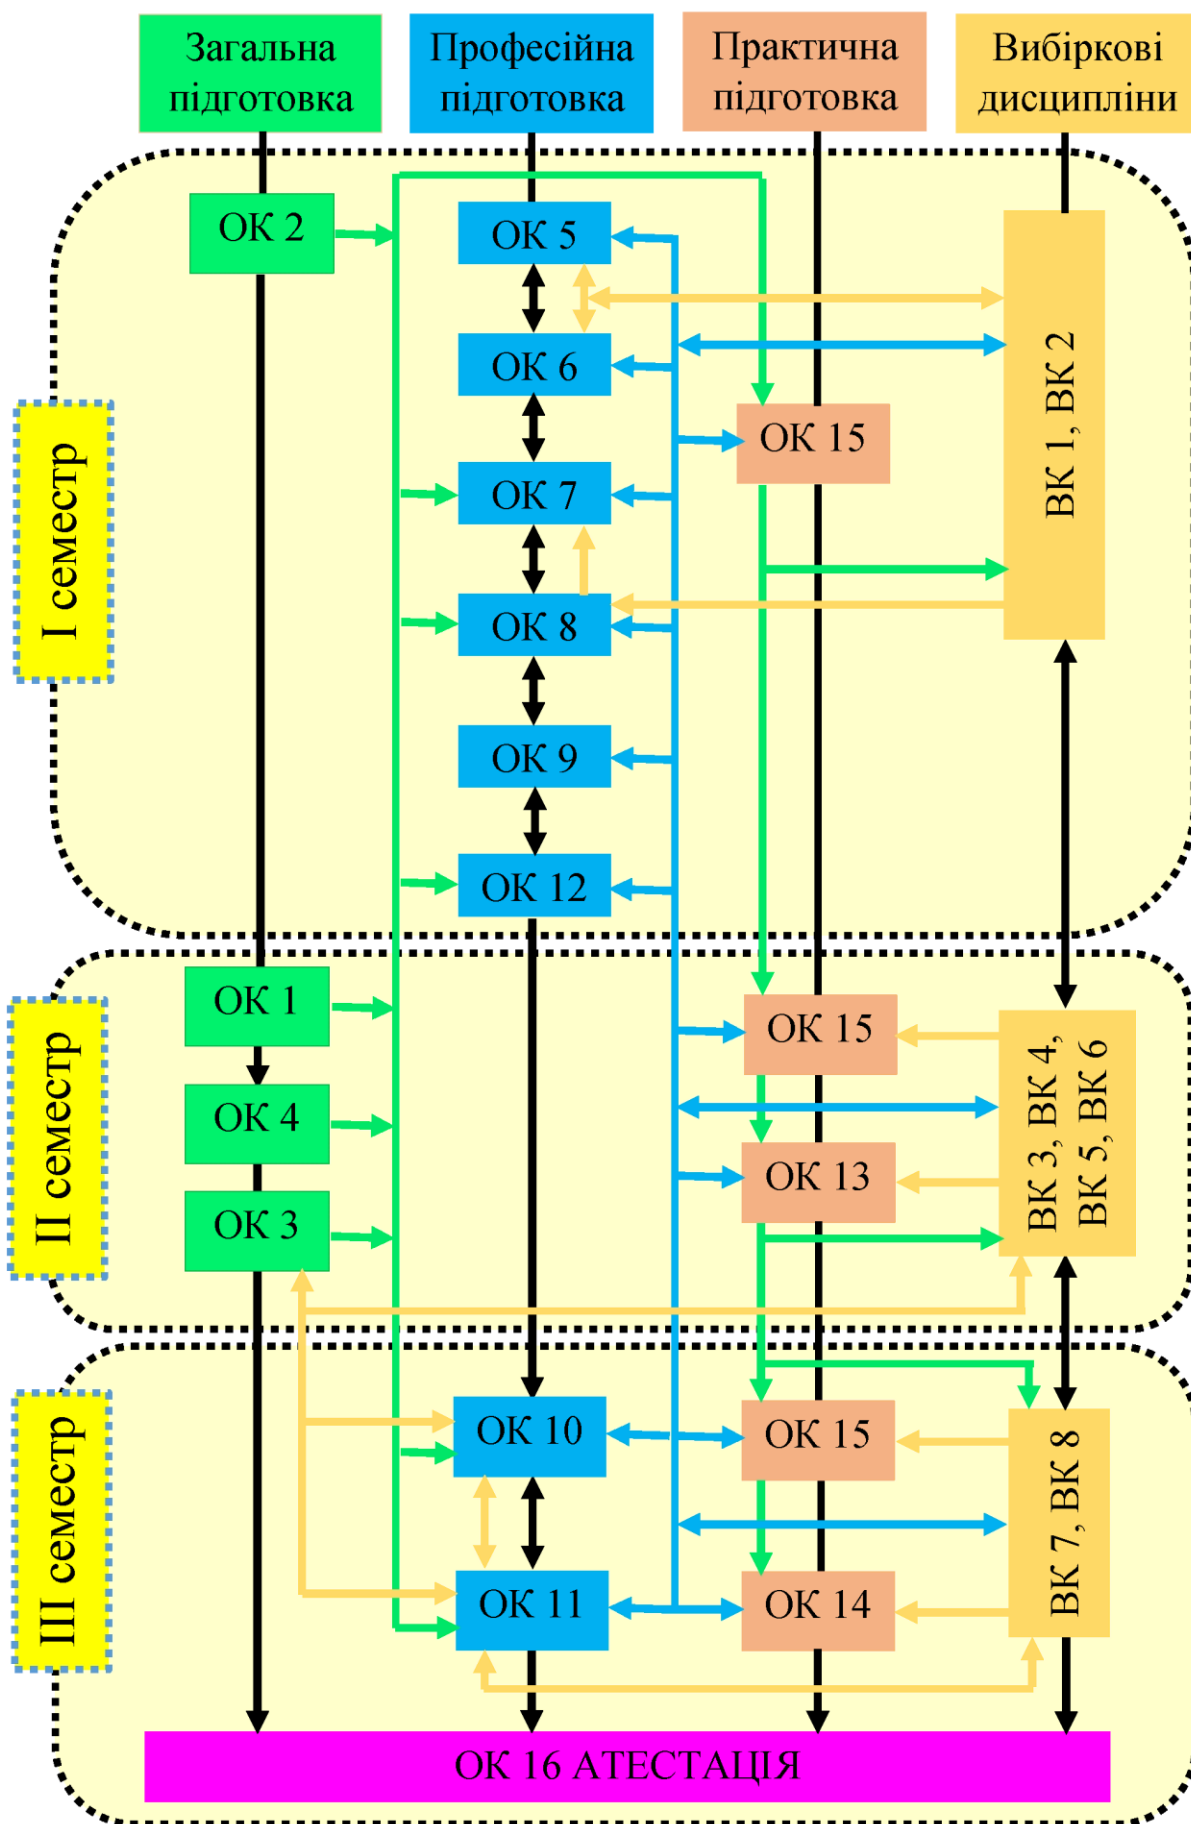 Загальна
підготовка
Професійна
підготовка
Практична
підготовка
Вибіркові
дисципліни
І семестр
ОК 2
ОК 5
ОК 6
ОК 7
ОК 8
ОК 9
ОК 12
ОК 15
ВК 1, ВК 2
ІІ семестр
ОК 1
ОК 4
ОК 3
ОК 15
ОК 13
ВК 3, ВК 4,
ВК 5, ВК 6
ІІІ семестр
ОК 10
ОК 11
ОК 15
ОК 14
ВК 7, ВК 8
ОК 16 АТЕСТАЦІЯ